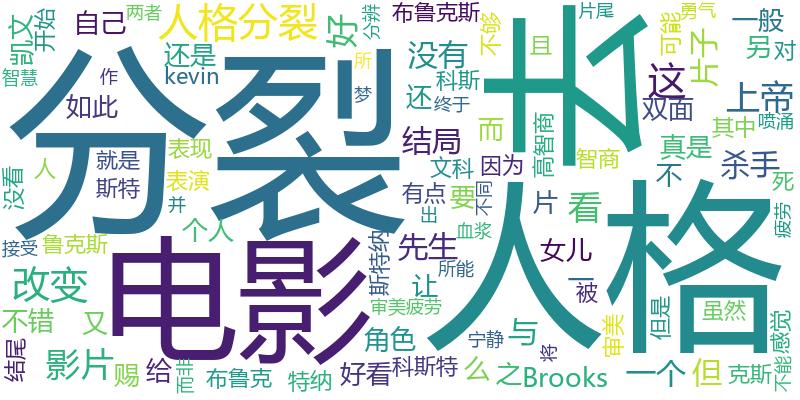 凯文
开始
自己
两者
人格分裂
好
分辨
布鲁克斯
片尾
勇气
不够
可能
片子
一般
另
对
智慧
作
kevin
还是
所
梦
没有
还
科斯
终于
且
这
双面
上帝
如此
分裂
去
没看
人
就是
斯特
表现
表演
并
结局
文科
而
因为
高智商
智商
真是
其中
喷涌
杀手
不
死
疲劳
接受
鲁克斯
个人
有点
出
要
不同
片
看
电影
斯特纳
先生
血浆
所能
女儿
一
被
人格
改变
让
审美疲劳
不错
又
角色
与
宁静
将
审美
但是
虽然
感觉
不能
结尾
影片
赐
给
而非
布鲁克
特纳
好看
科斯特
么
之
Brooks
一个
但
克斯